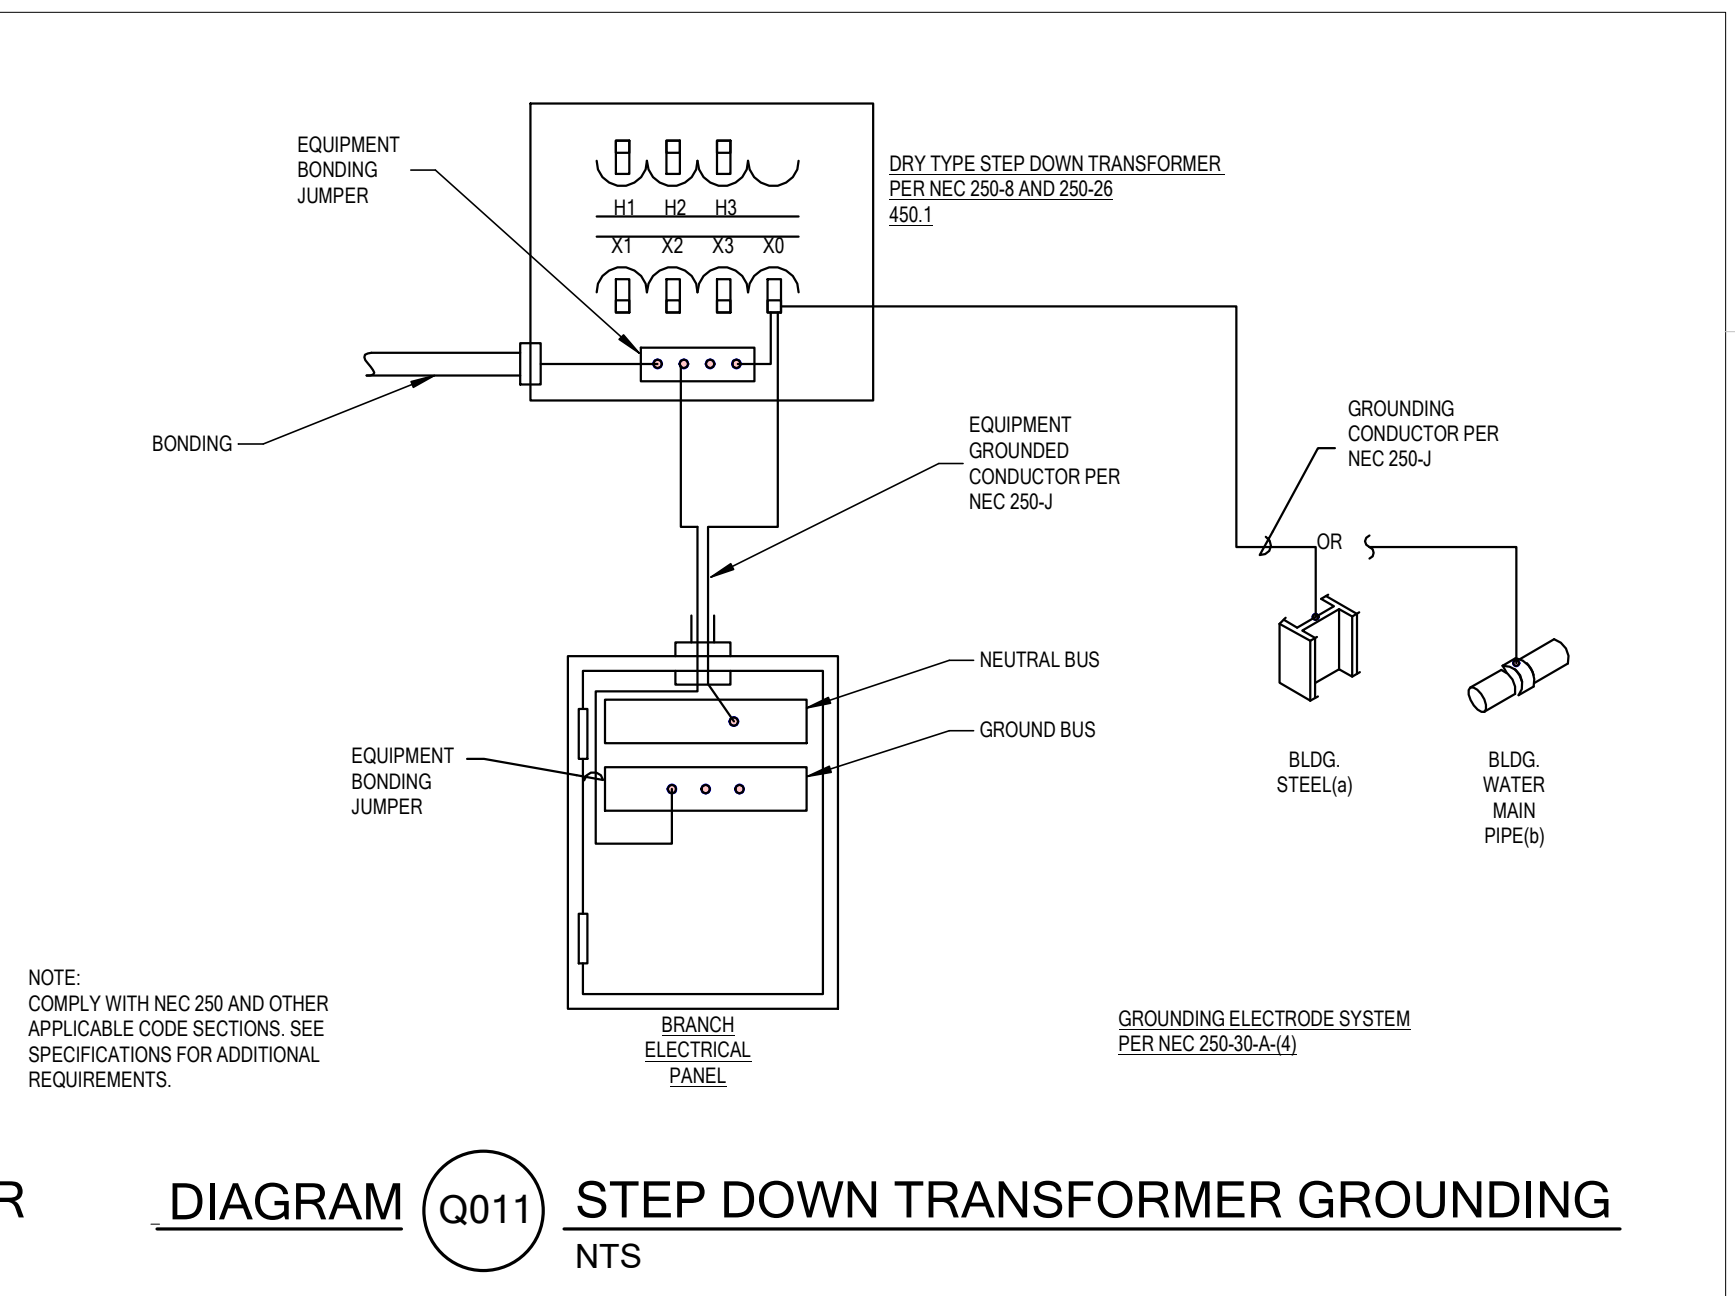 EQUIPMENT
BONDING
JUMPER
DRY TYPE STEP DOWN TRANSFORMER
PER NEC 250-8 AND 250-26
450.1
H1 H2 H3
X1 X2 X3 X0
BONDING
EQUIPMENT
GROUNDED
CONDUCTOR PER
NEC 250-J
GROUNDING
CONDUCTOR PER
NEC 250-J
OR
NEUTRAL BUS
GROUND BUS
EQUIPMENT
BONDING
JUMPER
BLDG.
STEEL(a)
BLDG.
WATER
MAIN
PIPE(b)
NOTE:
COMPLY WITH NEC 250 AND OTHER
APPLICABLE CODE SECTIONS. SEE
SPECIFICATIONS FOR ADDITIONAL
REQUIREMENTS.
BRANCH
ELECTRICAL
PANEL
GROUNDING ELECTRODE SYSTEM
PER NEC 250-30-A-(4)
R
DIAGRAM Q011 STEP DOWN TRANSFORMER GROUNDING
NTS